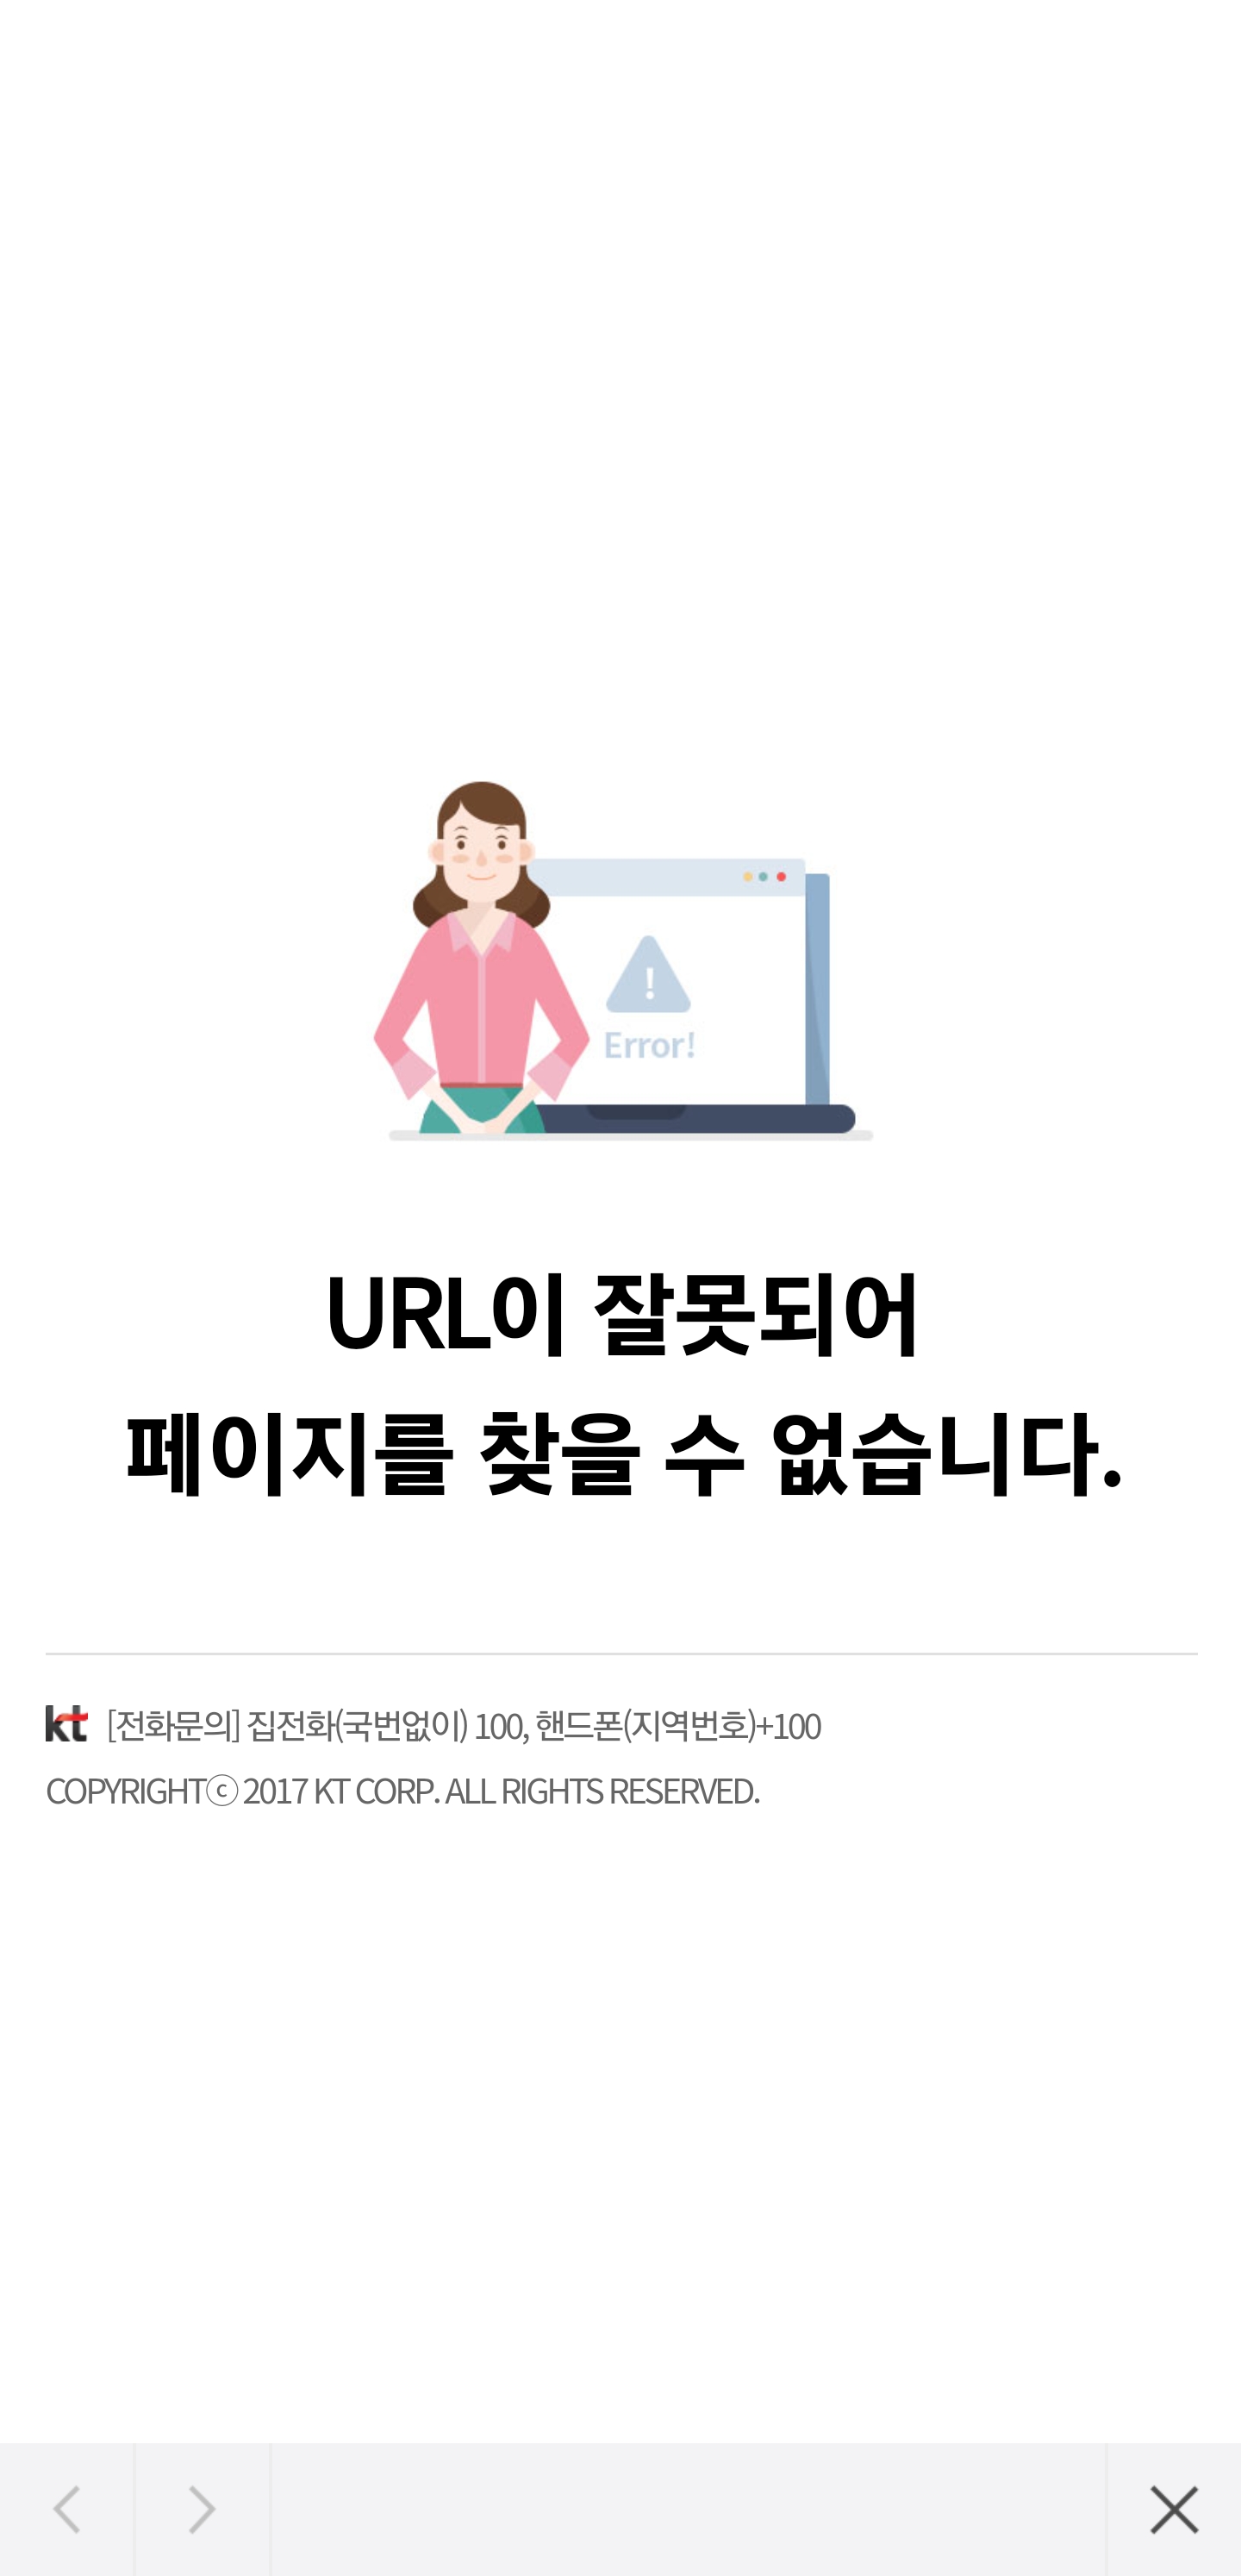 !
Error!
URL이 잘못되어
페이지를 찾을 수 없습니다.
kt [전화문의] 집전화(국번없이) 100, 핸드폰(지역번호)+100
COPYRIGHTⓒ 2017 KT CORP. ALL RIGHTS RESERVED.